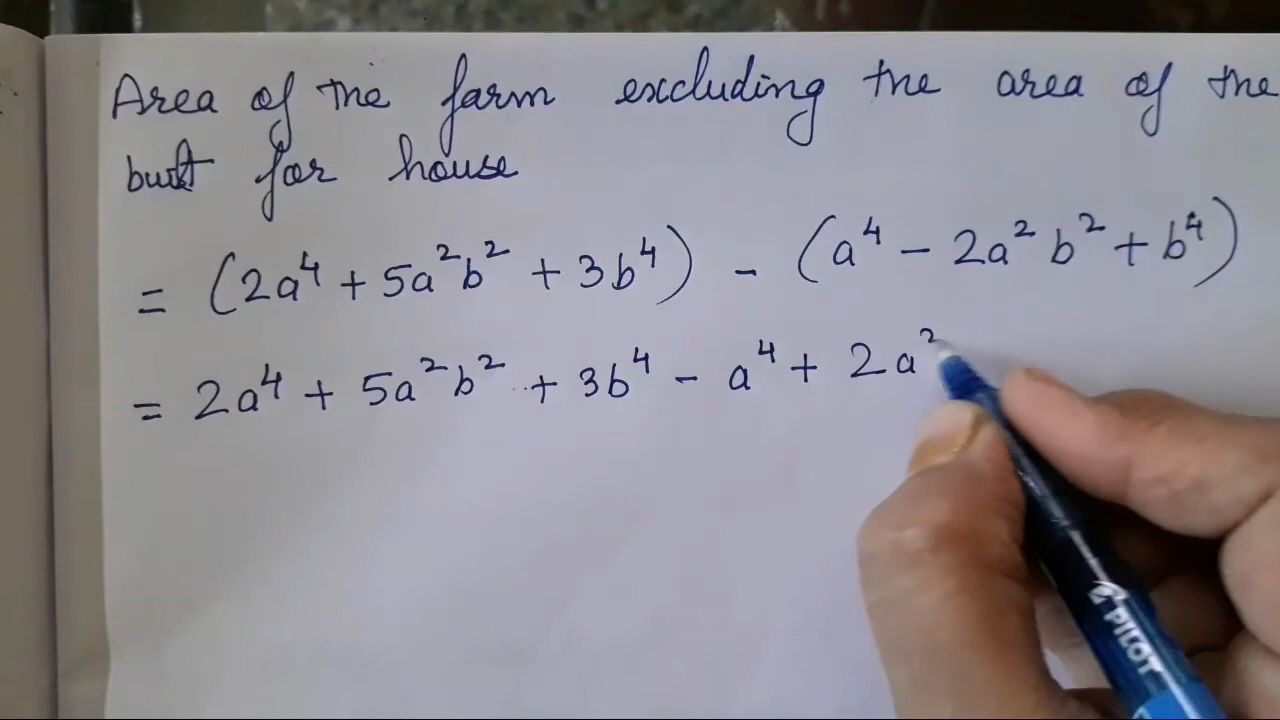 Area of the farm excluding the area of the
built for house
= (2a⁴ + 5a²b² + 3b⁴) - (a⁴ - 2a²b² + b⁴)
= 2a⁴ + 5a²b² + 3b⁴ - a⁴ + 2a²
PILOT